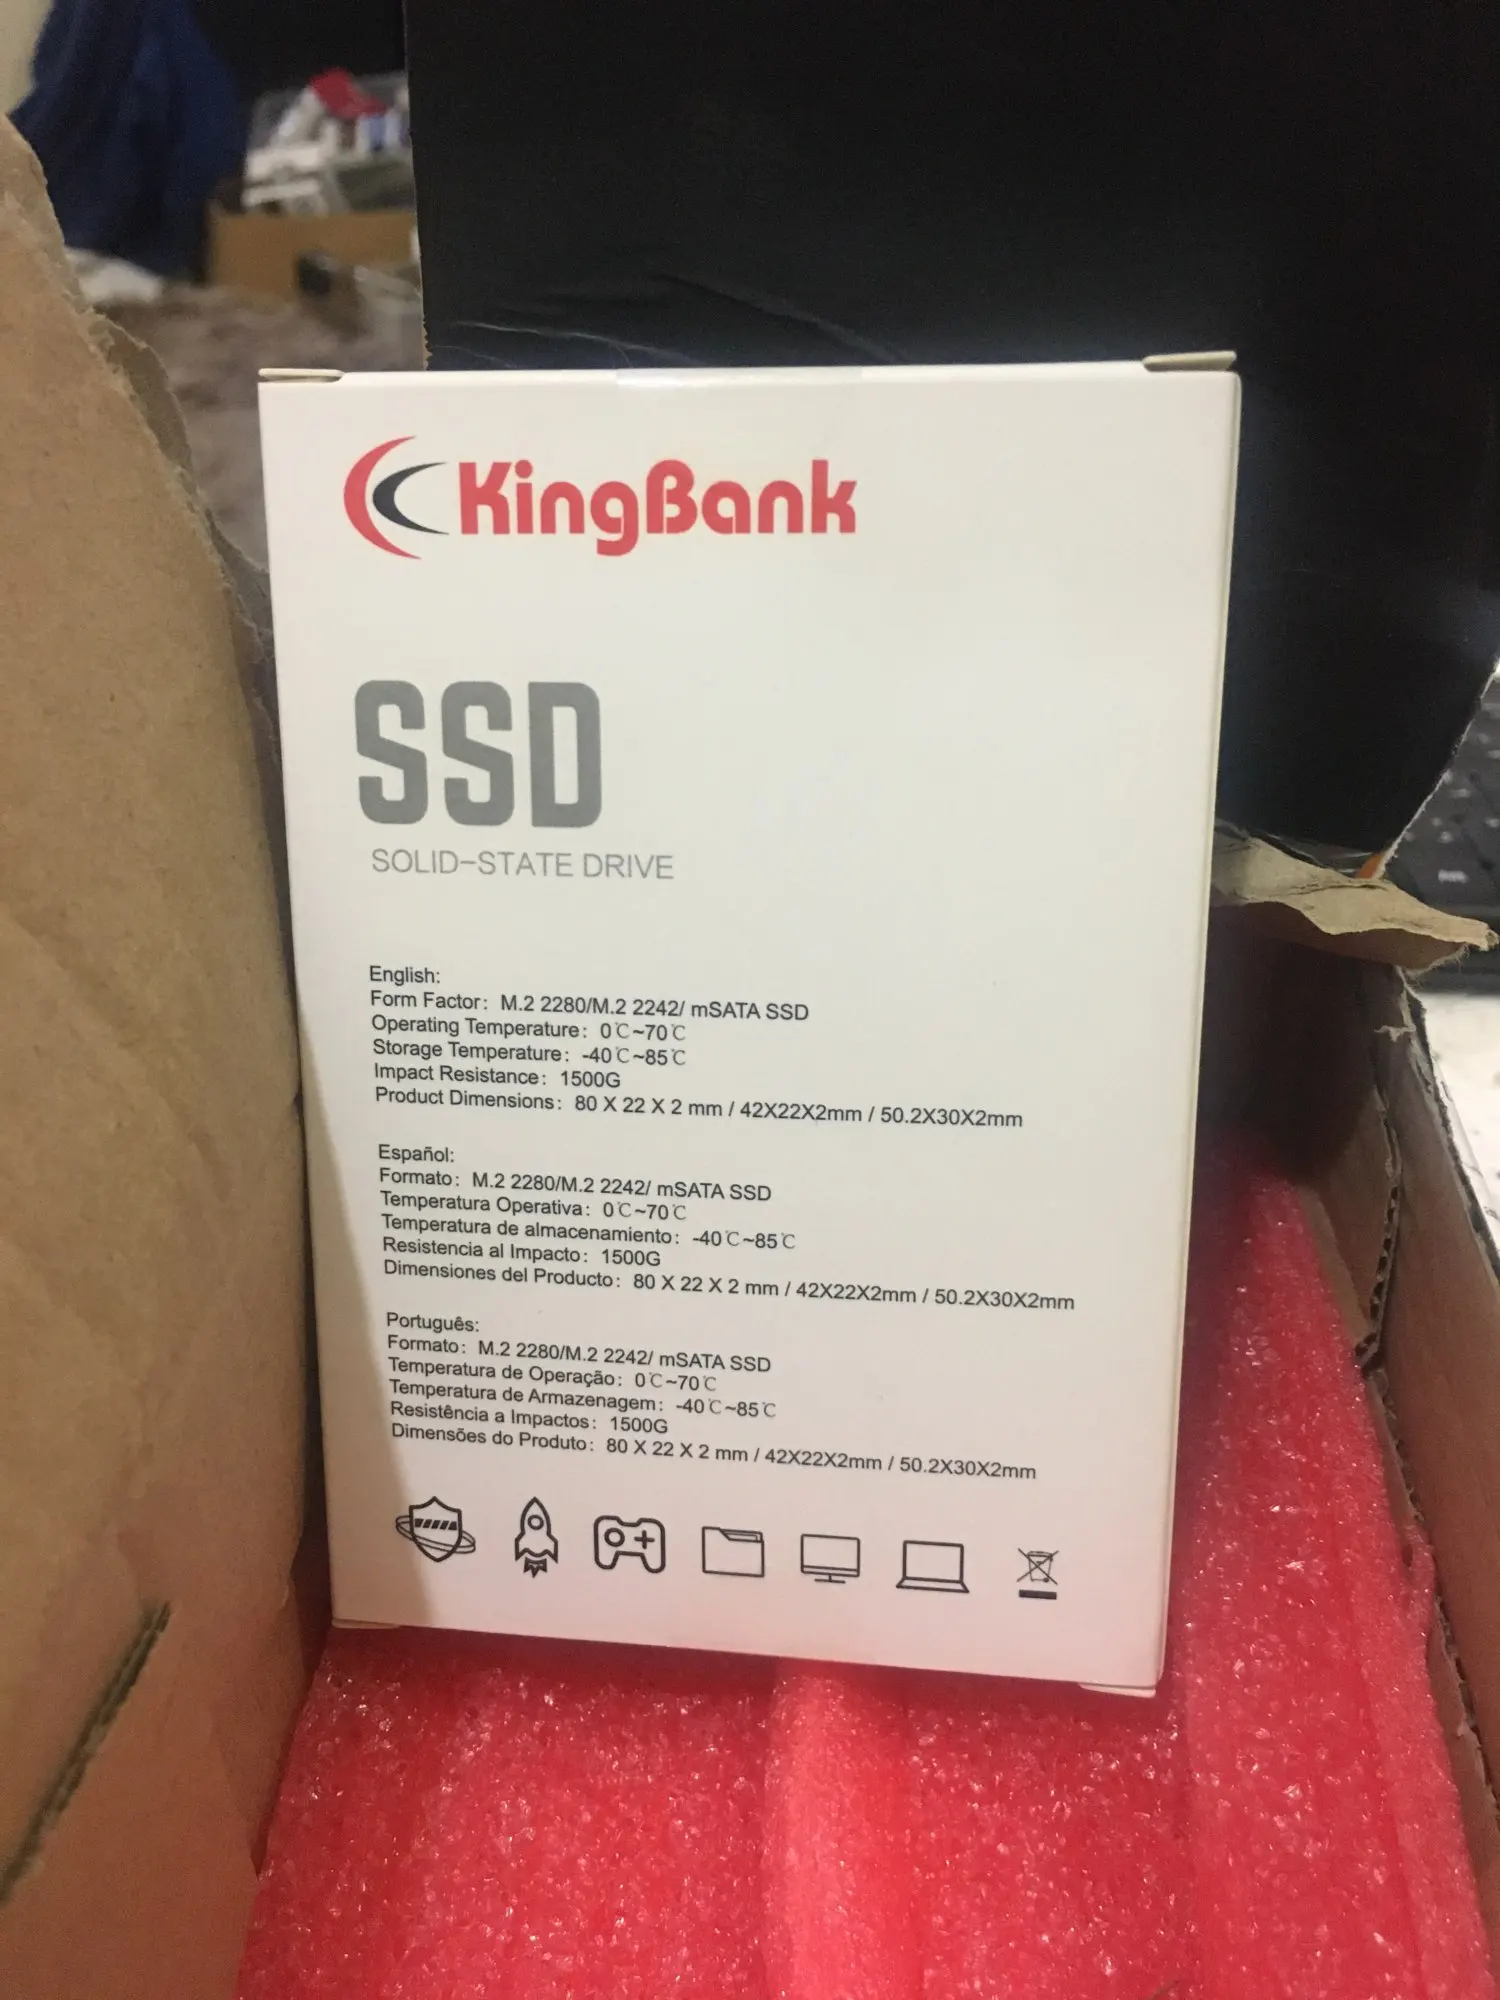 KingBank
SSD
SOLID-STATE DRIVE
English:
Form Factor: M.2 2280/M.2 2242/ mSATA SSD
Operating Temperature: 0℃~70℃
Storage Temperature: -40℃~85℃
Impact Resistance: 1500G
Product Dimensions: 80 X 22 X 2 mm / 42X22X2mm / 50.2X30X2mm
Español:
Formato: M.2 2280/M.2 2242/ mSATA SSD
Temperatura Operativa: 0℃~70℃
Temperatura de almacenamiento: -40℃~85℃
Resistencia al Impacto: 1500G
Dimensiones del Producto: 80 X 22 X 2 mm / 42X22X2mm / 50.2X30X2mm
Português:
Formato: M.2 2280/M.2 2242/ mSATA SSD
Temperatura de Operação: 0℃~70℃
Temperatura de Armazenagem: -40℃~85℃
Resistência a Impactos: 1500G
Dimensões do Produto: 80 X 22 X 2 mm / 42X22X2mm / 50.2X30X2mm